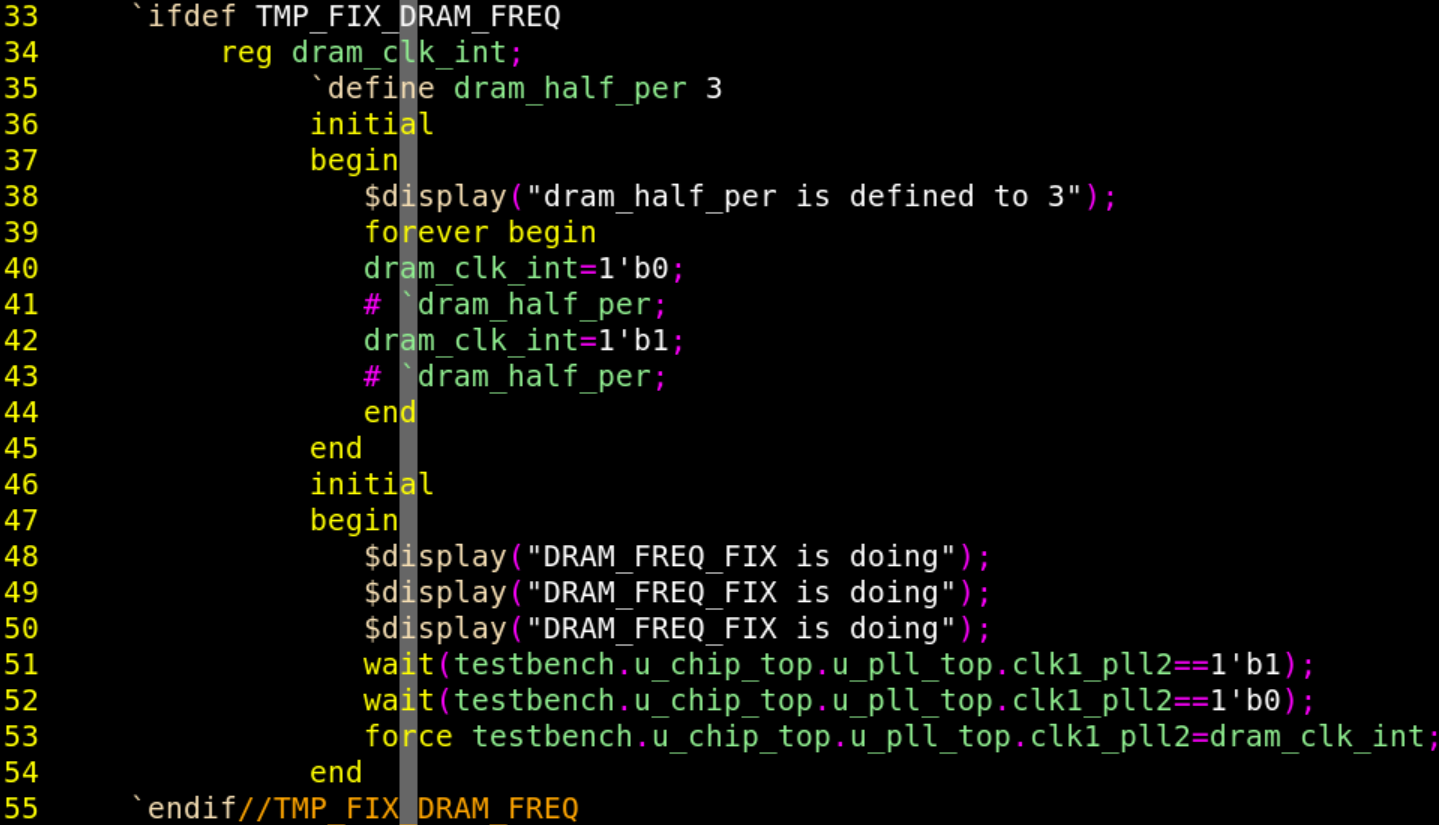 33     `ifdef TMP_FIX_DRAM_FREQ
34          reg dram_clk_int;
35               `define dram_half_per 3
36               initial
37               begin
38                  $display("dram_half_per is defined to 3");
39                  forever begin
40                  dram_clk_int=1'b0;
41                  # `dram_half_per;
42                  dram_clk_int=1'b1;
43                  # `dram_half_per;
44                  end
45               end
46               initial
47               begin
48                  $display("DRAM_FREQ_FIX is doing");
49                  $display("DRAM_FREQ_FIX is doing");
50                  $display("DRAM_FREQ_FIX is doing");
51                  wait(testbench.u_chip_top.u_pll_top.clk1_pll2==1'b1);
52                  wait(testbench.u_chip_top.u_pll_top.clk1_pll2==1'b0);
53                  force testbench.u_chip_top.u_pll_top.clk1_pll2=dram_clk_int;
54               end
55     `endif//TMP_FIX_DRAM_FREQ